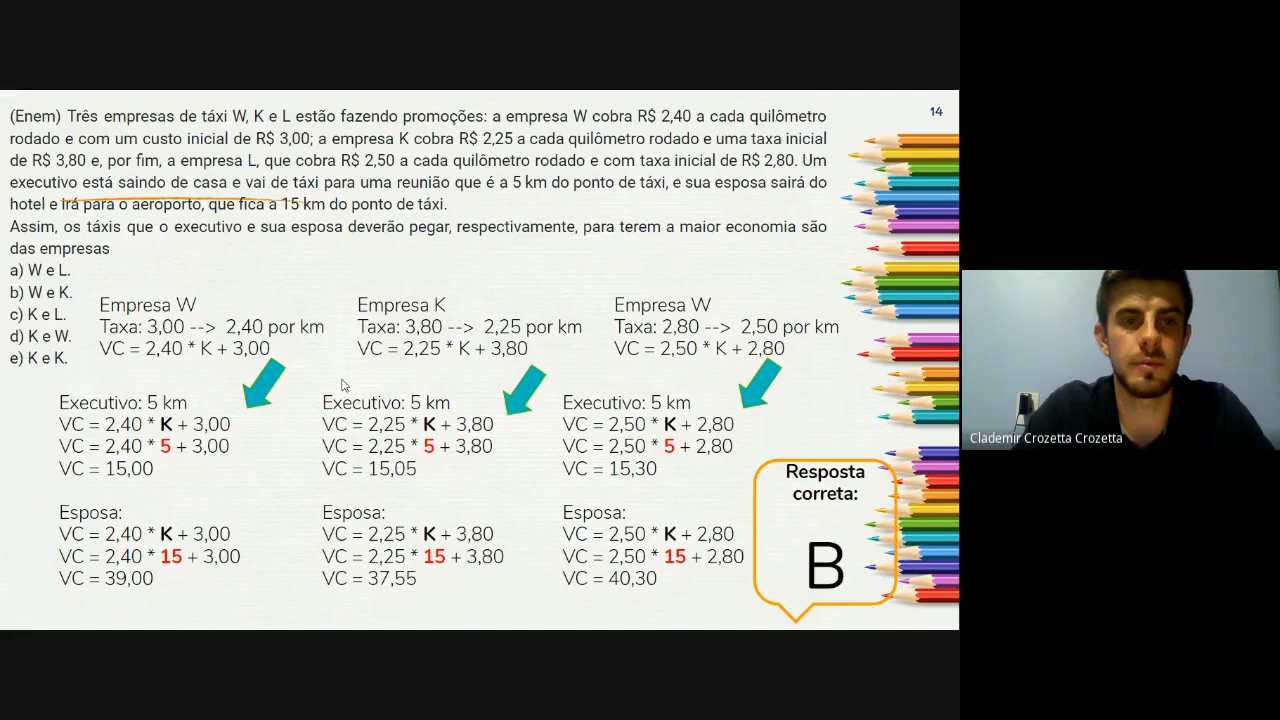 14
(Enem) Três empresas de táxi W, K e L estão fazendo promoções: a empresa W cobra R$ 2,40 a cada quilômetro
rodado e com um custo inicial de R$ 3,00; a empresa K cobra R$ 2,25 a cada quilômetro rodado e uma taxa inicial
de R$ 3,80 e, por fim, a empresa L, que cobra R$ 2,50 a cada quilômetro rodado e com taxa inicial de R$ 2,80. Um
executivo está saindo de casa e vai de táxi para uma reunião que é a 5 km do ponto de táxi, e sua esposa sairá do
hotel e irá para o aeroporto, que fica a 15 km do ponto de táxi.
Assim, os táxis que o executivo e sua esposa deverão pegar, respectivamente, para terem a maior economia são
das empresas
a) W e L.
b) W e K.
c) K e L.
d) K e W.
e) K e K.
Empresa W
Taxa: 3,00 --> 2,40 por km
VC = 2,40 * K + 3,00
Empresa K
Taxa: 3,80 --> 2,25 por km
VC = 2,25 * K + 3,80
Empresa W
Taxa: 2,80 --> 2,50 por km
VC = 2,50 * K + 2,80
Executivo: 5 km
VC = 2,40 * K + 3,00
VC = 2,40 * 5 + 3,00
VC = 15,00
Executivo: 5 km
VC = 2,25 * K + 3,80
VC = 2,25 * 5 + 3,80
VC = 15,05
Executivo: 5 km
VC = 2,50 * K + 2,80
VC = 2,50 * 5 + 2,80
VC = 15,30
Esposa:
VC = 2,40 * K + 3,00
VC = 2,40 * 15 + 3,00
VC = 39,00
Esposa:
VC = 2,25 * K + 3,80
VC = 2,25 * 15 + 3,80
VC = 37,55
Esposa:
VC = 2,50 * K + 2,80
VC = 2,50 * 15 + 2,80
VC = 40,30
Resposta
correta:
B
Clademir Crozetta Crozetta